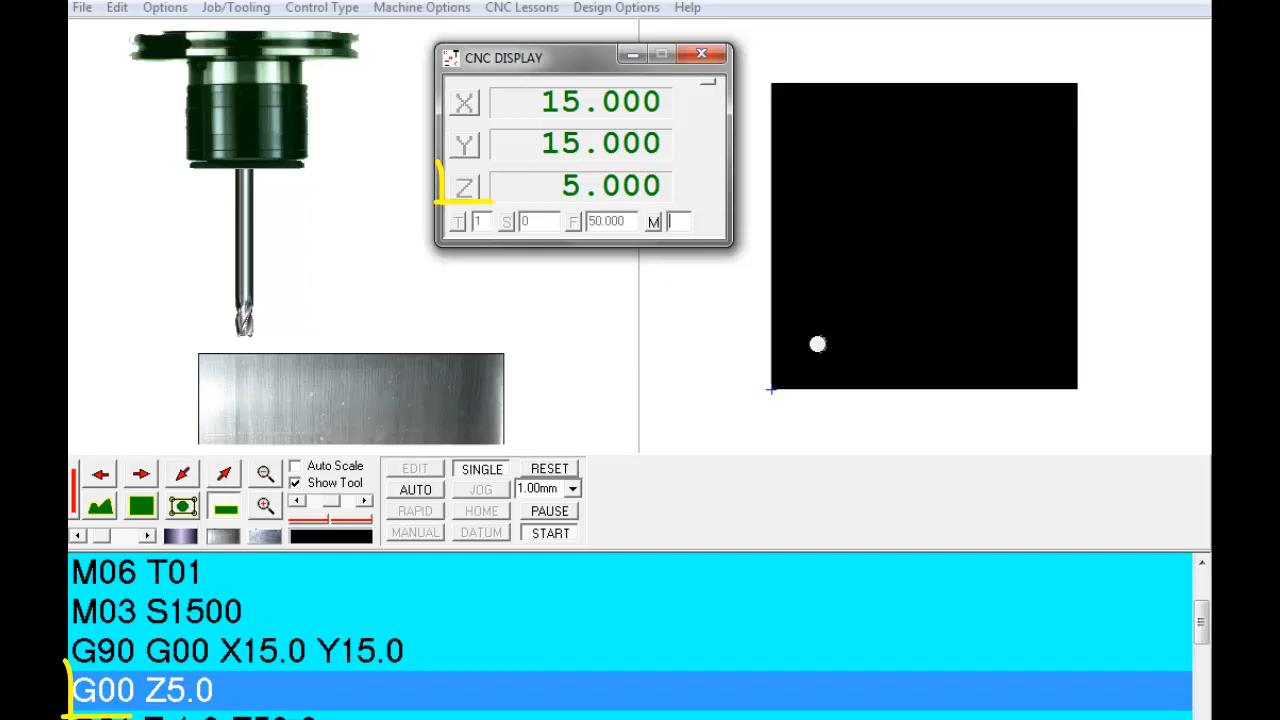 File Edit Options Job/Tooling Control Type Machine Options CNC Lessons Design Options Help
CNC DISPLAY
X 15.000
Y 15.000
Z 5.000
T 1 S 0 F 50.000 M
Auto Scale
Show Tool
EDIT SINGLE RESET
AUTO JOG 1.00mm
RAPID HOME PAUSE
MANUAL DATUM START
M06 T01
M03 S1500
G90 G00 X15.0 Y15.0
G00 Z5.0